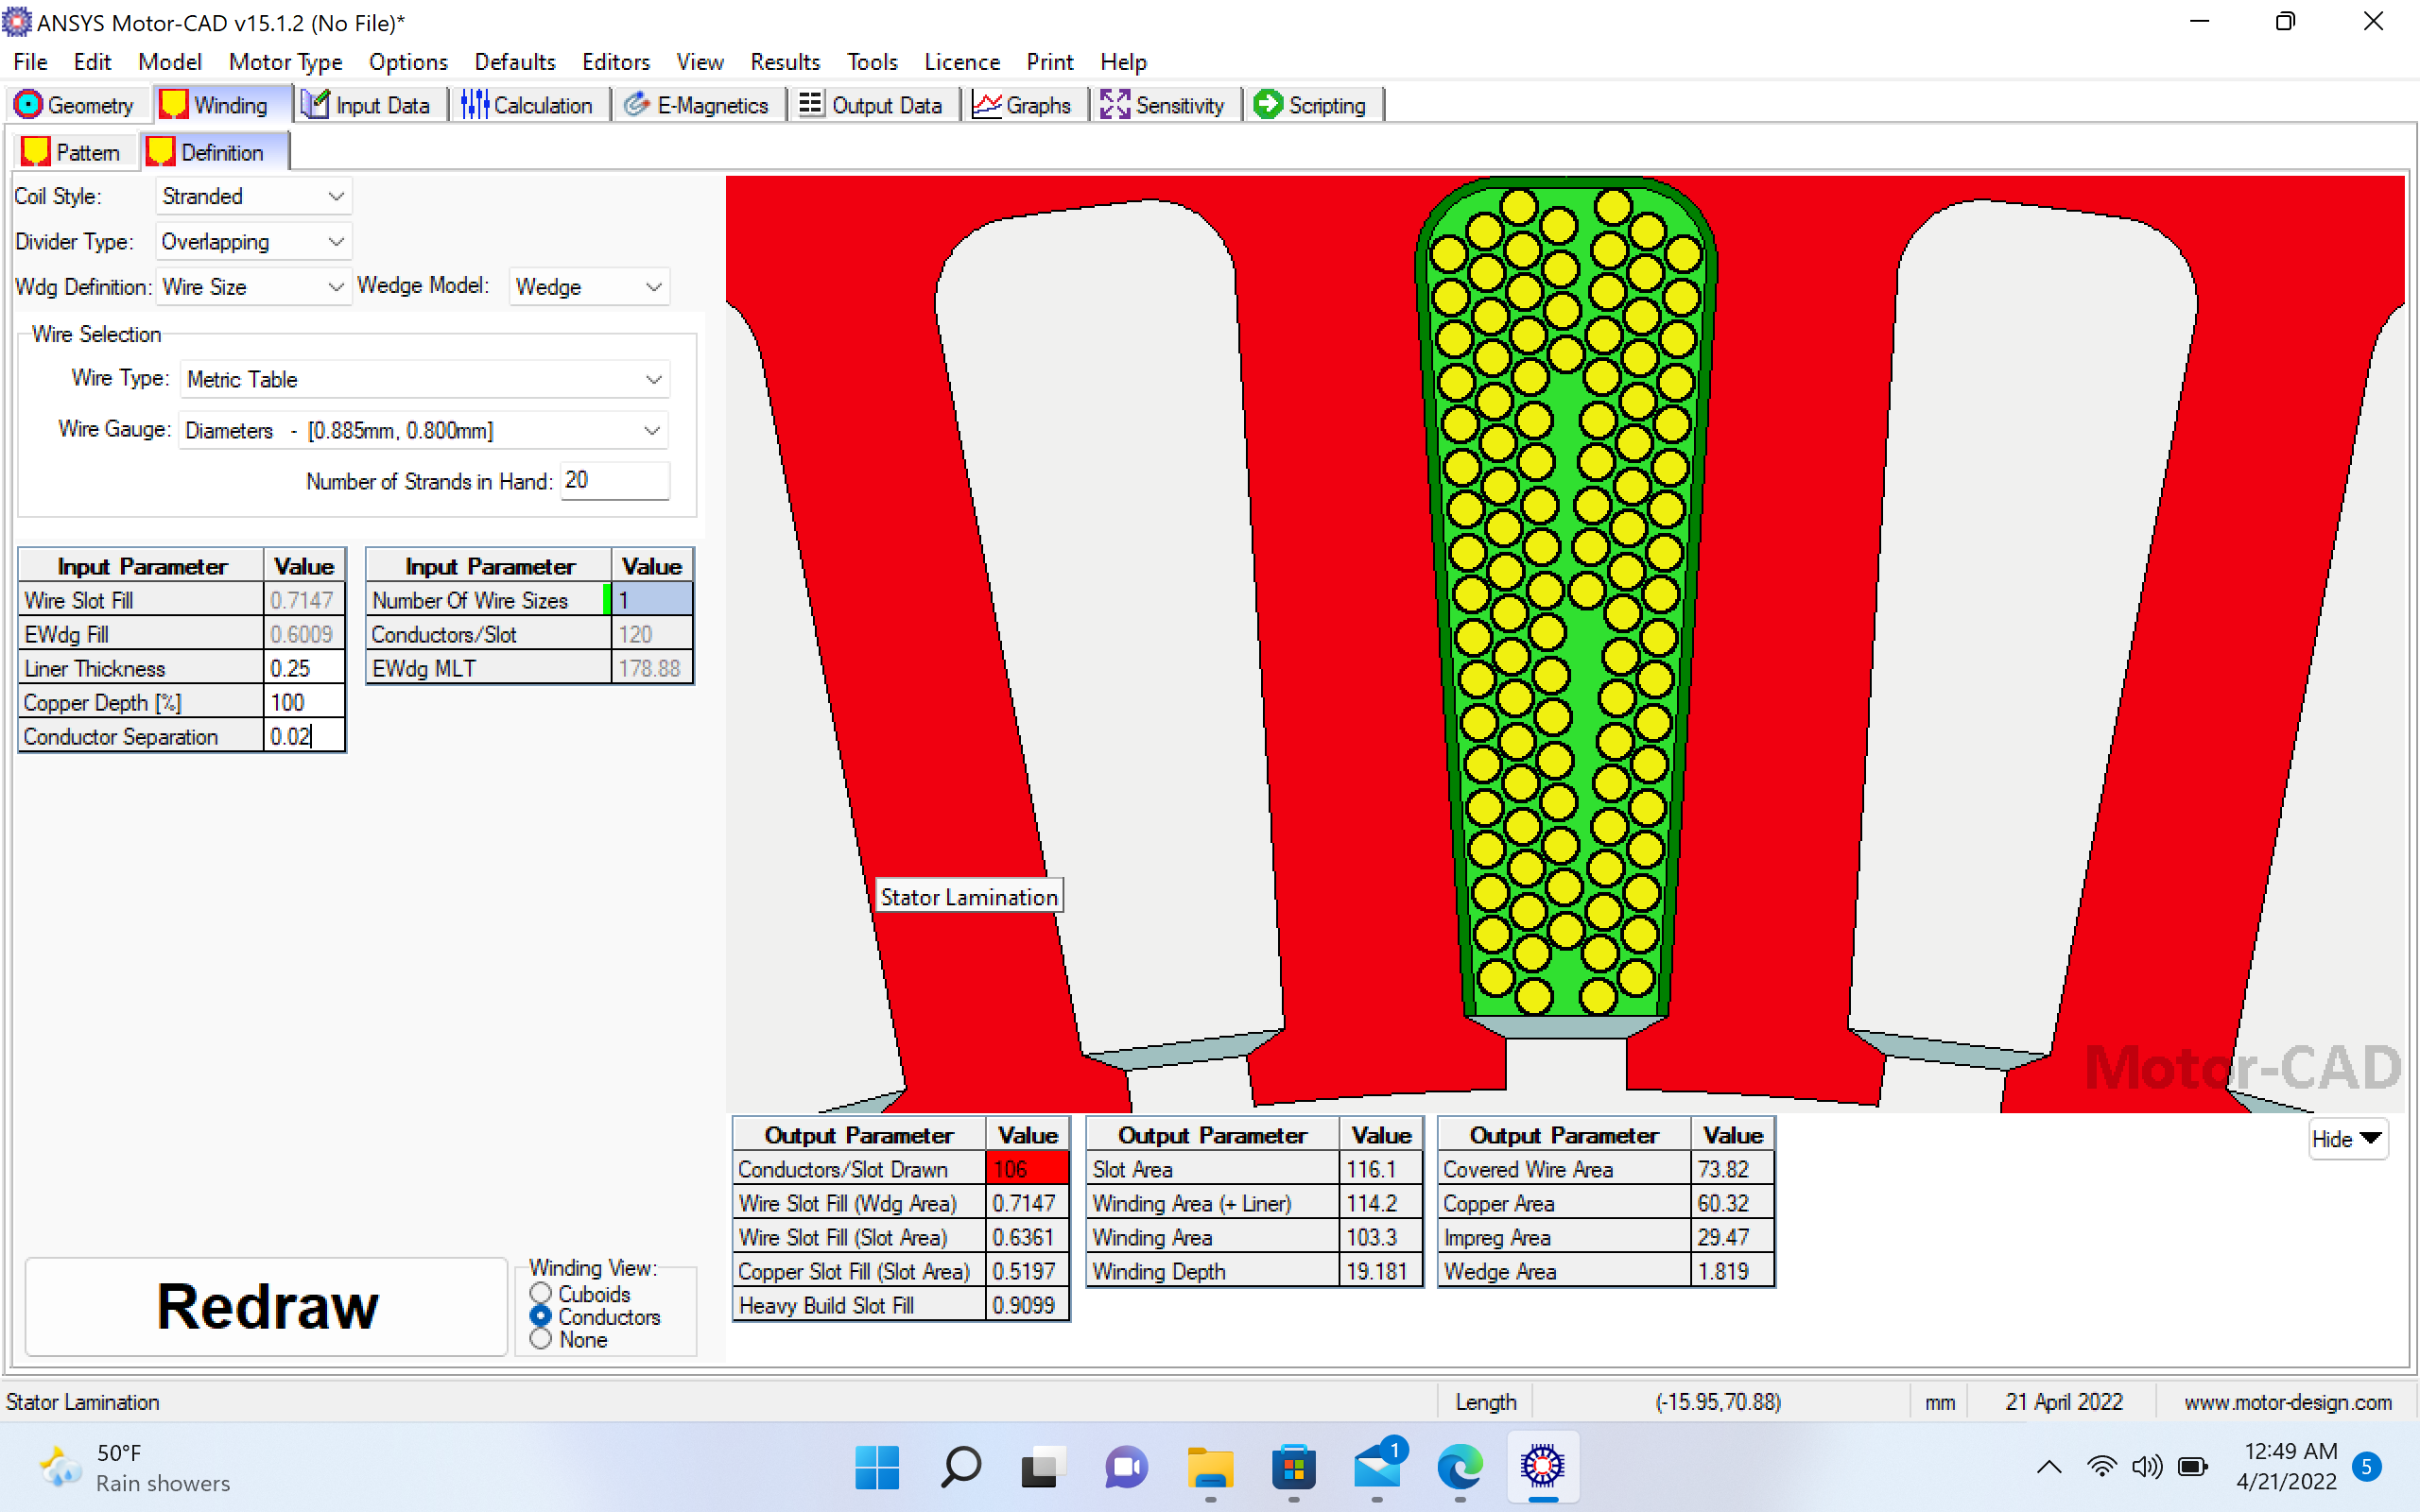 ANSYS Motor-CAD v15.1.2 (No File)*
File Edit Model Motor Type Options Defaults Editors View Results Tools Licence Print Help
Geometry Winding Input Data Calculation E-Magnetics Output Data Graphs Sensitivity Scripting
Pattern Definition
Coil Style: Stranded
Divider Type: Overlapping
Wdg Definition: Wire Size Wedge Model: Wedge
Wire Selection
Wire Type: Metric Table
Wire Gauge: Diameters - [0.885mm, 0.800mm]
Number of Strands in Hand: 20
Input Parameter Value
Wire Slot Fill 0.7147
EWdg Fill 0.6009
Liner Thickness 0.25
Copper Depth [%] 100
Conductor Separation 0.02
Input Parameter Value
Number Of Wire Sizes 1
Conductors/Slot 120
EWdg MLT 178.88
Stator Lamination
Motor-CAD
Output Parameter Value
Conductors/Slot Drawn 106
Wire Slot Fill (Wdg Area) 0.7147
Wire Slot Fill (Slot Area) 0.6361
Copper Slot Fill (Slot Area) 0.5197
Heavy Build Slot Fill 0.9099
Output Parameter Value
Slot Area 116.1
Winding Area (+ Liner) 114.2
Winding Area 103.3
Winding Depth 19.181
Output Parameter Value
Covered Wire Area 73.82
Copper Area 60.32
Impreg Area 29.47
Wedge Area 1.819
Hide
Redraw
Winding View:
Cuboids
Conductors
None
Stator Lamination Length (-15.95,70.88) mm 21 April 2022 www.motor-design.com
50°F
Rain showers
1
12:49 AM
4/21/2022
5